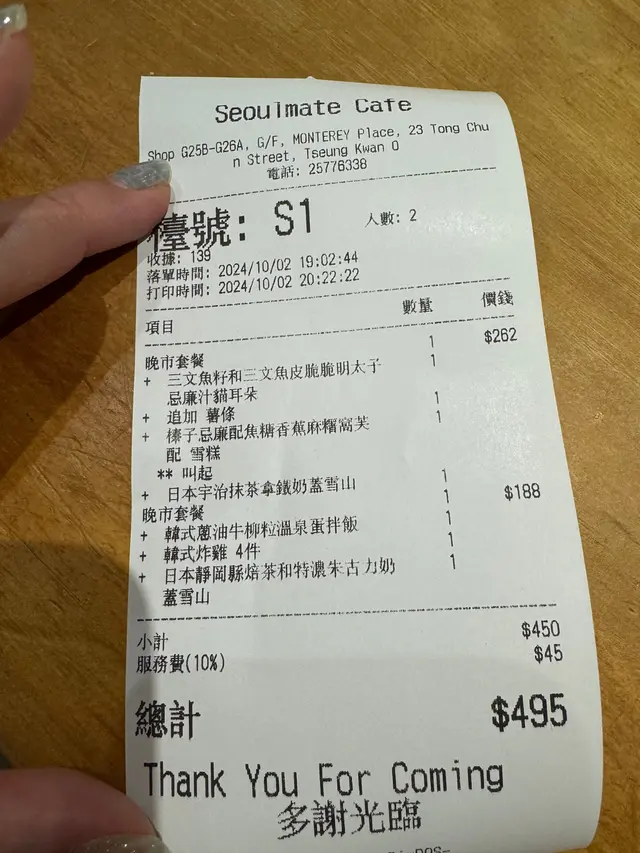 Seoulmate Cafe
Shop G25B-G26A, G/F, MONTEREY Place, 23 Tong Chu
n Street, Tseung Kwan O
電話: 25776338
檯號: S1 人數: 2
收據: 139
落單時間: 2024/10/02 19:02:44
打印時間: 2024/10/02 20:22:22
項目 數量 價錢
晚市套餐 1 $262
+ 三文魚籽和三文魚皮脆脆明太子 1
忌廉汁貓耳朵
+ 追加 薯條 1
+ 榛子忌廉配焦糖香蕉麻糬窩芙 1
配 雪糕
** 叫起
+ 日本宇治抹茶拿鐵奶蓋雪山 1
晚市套餐 1 $188
+ 韓式蔥油牛柳粒溫泉蛋拌飯 1
+ 韓式炸雞 4件 1
+ 日本靜岡縣焙茶和特濃朱古力奶 1
蓋雪山
小計 $450
服務費(10%) $45
總計 $495
Thank You For Coming
多謝光臨